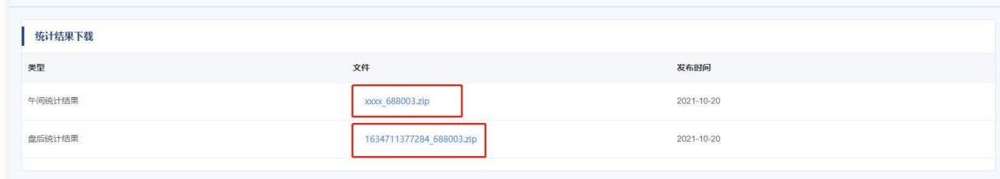 统计结果下载
类型 文件 发布时间
午间统计结果 xxxx_688003.zip 2021-10-20
盘后统计结果 1634711377284_688003.zip 2021-10-20